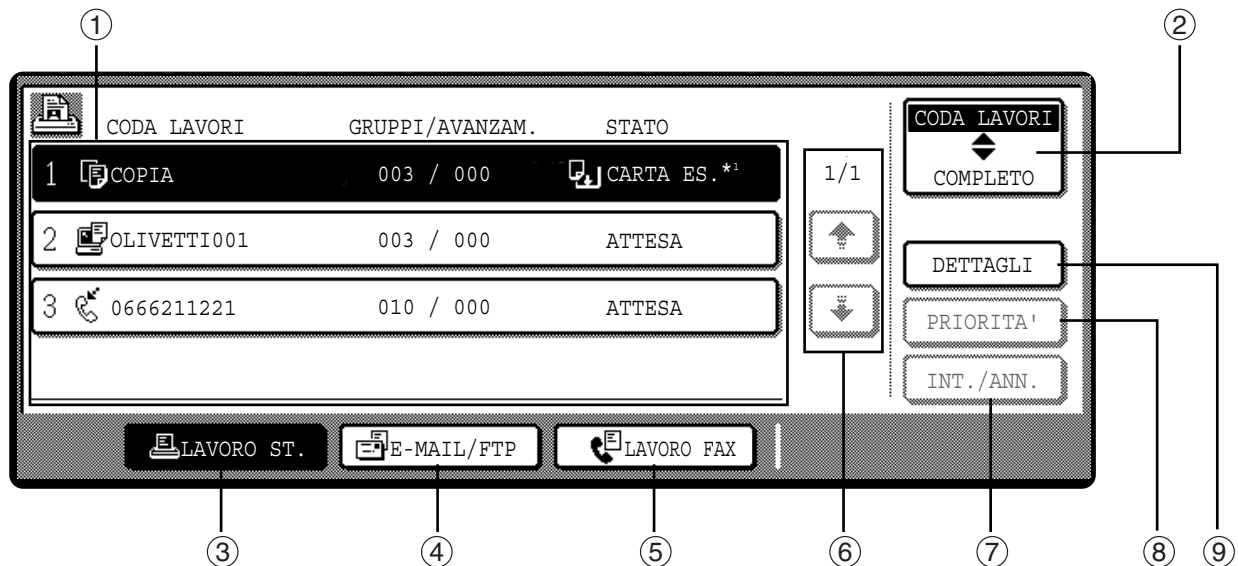 ① ②
CODA LAVORI GRUPPI/AVANZAM. STATO
1 COPIA 003 / 000 CARTA ES.*¹
2 OLIVETTI001 003 / 000 ATTESA
3 0666211221 010 / 000 ATTESA
1/1
CODA LAVORI
COMPLETO
DETTAGLI
PRIORITA'
INT./ANN.
LAVORO ST. E-MAIL/FTP LAVORO FAX
③ ④ ⑤ ⑥ ⑦ ⑧ ⑨